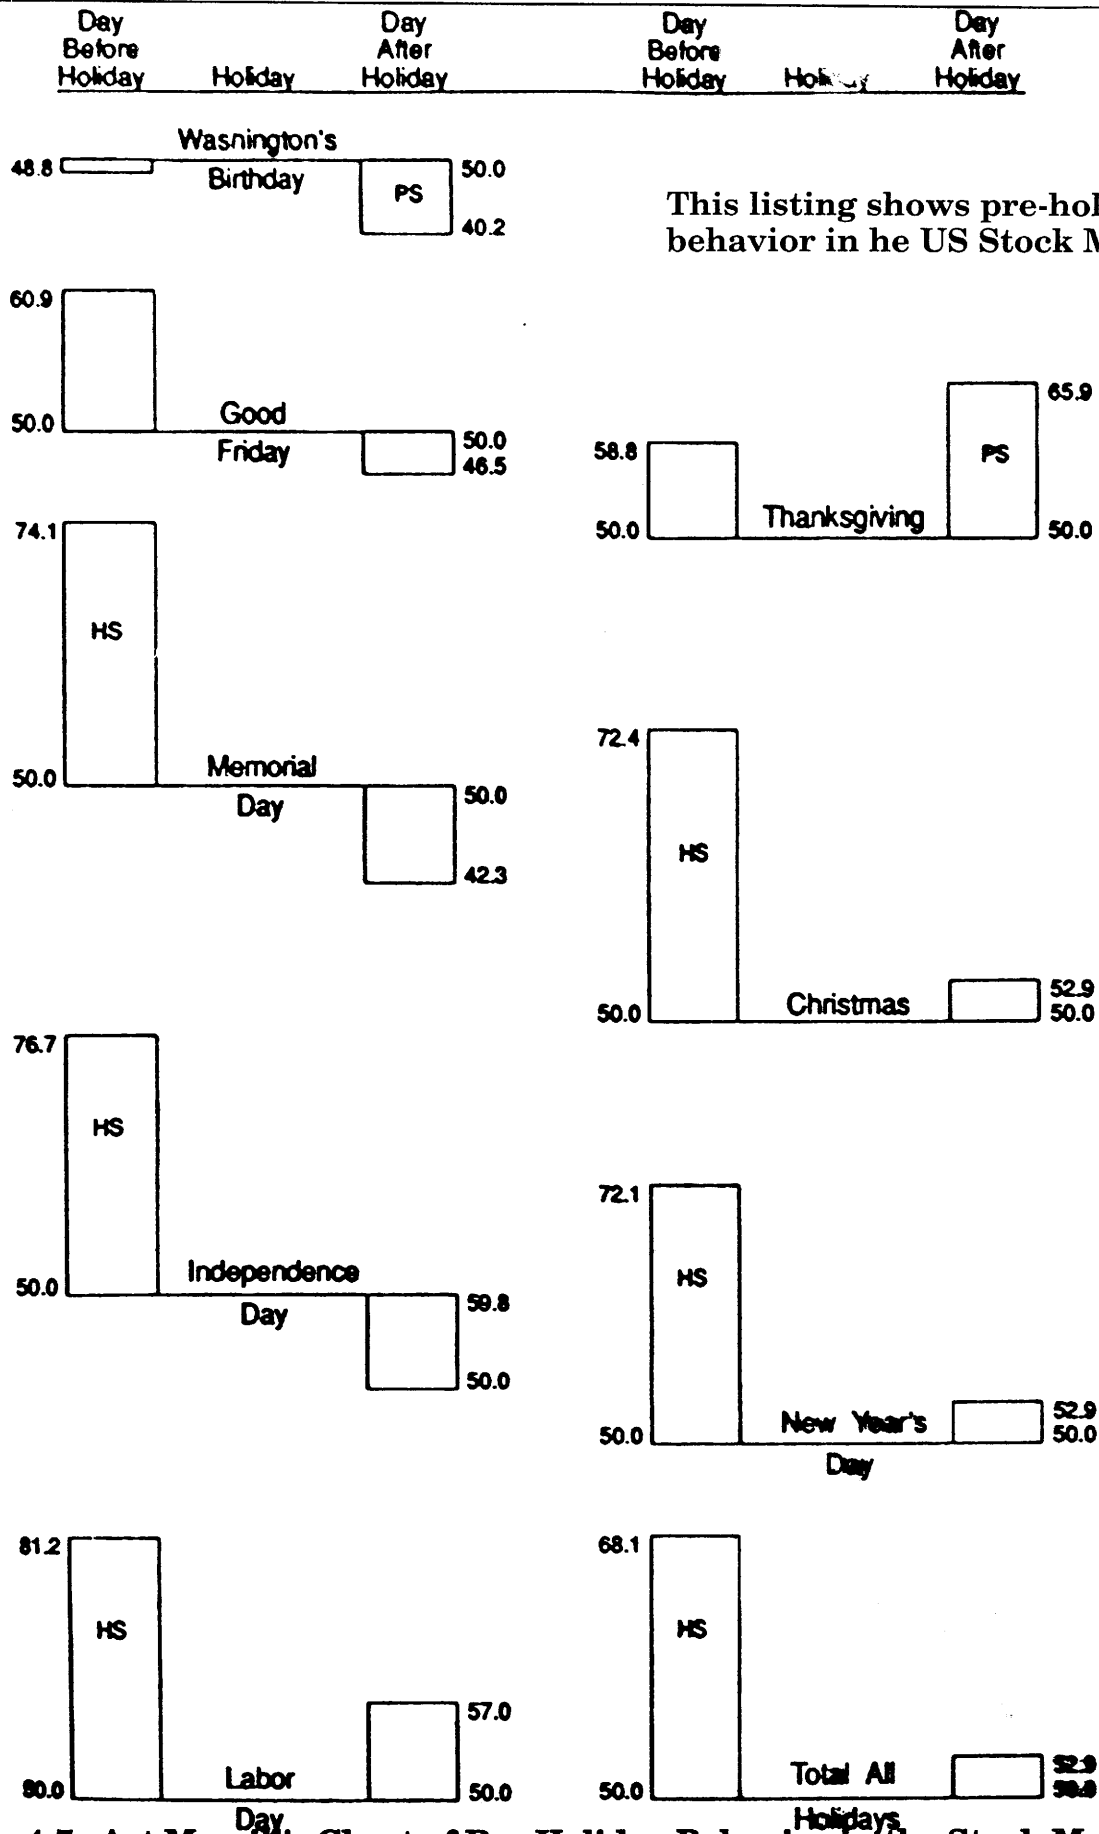 Day Day
Before After
Holiday Holiday Holiday
Wasnington's
48.8 50.0
Birthday
PS
40.2
60.9
Good
50.0 50.0
Friday
46.5
74.1
HS
Memorial
50.0 50.0
Day
42.3
76.7
HS
Independence
50.0 59.8
Day
50.0
81.2
HS
57.0
Labor
50.0
Day
Day Day
Before After
Holiday Holiday
This listing shows pre-hol
behavior in he US Stock M
65.9
58.8
PS
Thanksgiving
50.0 50.0
72.4
HS
52.9
Christmas
50.0 50.0
72.1
HS
52.9
New Year's
50.0 50.0
Day
68.1
HS
52.9
Total All
50.0
Holidays